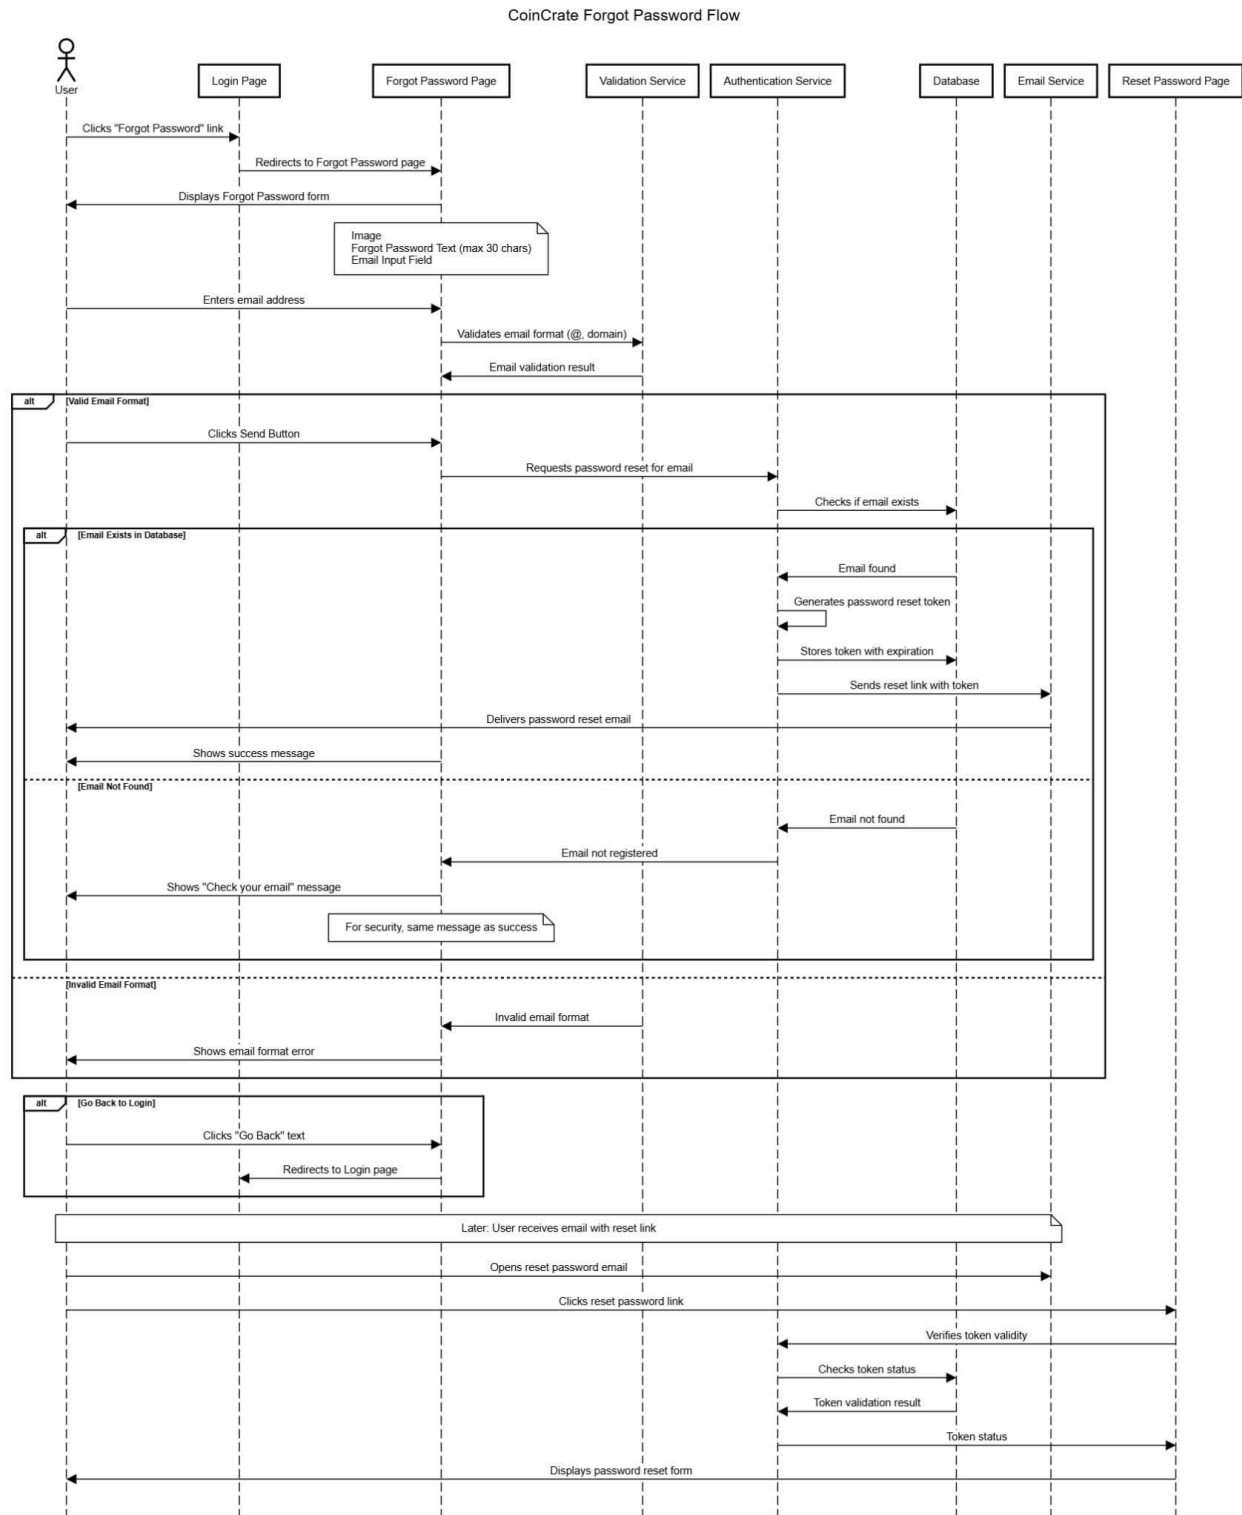 CoinCrate Forgot Password Flow
User
Login Page
Forgot Password Page
Validation Service
Authentication Service
Database
Email Service
Reset Password Page
Clicks "Forgot Password" link
Redirects to Forgot Password page
Displays Forgot Password form
Image
Forgot Password Text (max 30 chars)
Email Input Field
Enters email address
Validates email format (@, domain)
Email validation result
alt
[Valid Email Format]
Clicks Send Button
Requests password reset for email
Checks if email exists
alt
[Email Exists in Database]
Email found
Generates password reset token
Stores token with expiration
Sends reset link with token
Delivers password reset email
Shows success message
[Email Not Found]
Email not found
Email not registered
Shows "Check your email" message
For security, same message as success
[Invalid Email Format]
Invalid email format
Shows email format error
alt
[Go Back to Login]
Clicks "Go Back" text
Redirects to Login page
Later: User receives email with reset link
Opens reset password email
Clicks reset password link
Verifies token validity
Checks token status
Token validation result
Token status
Displays password reset form